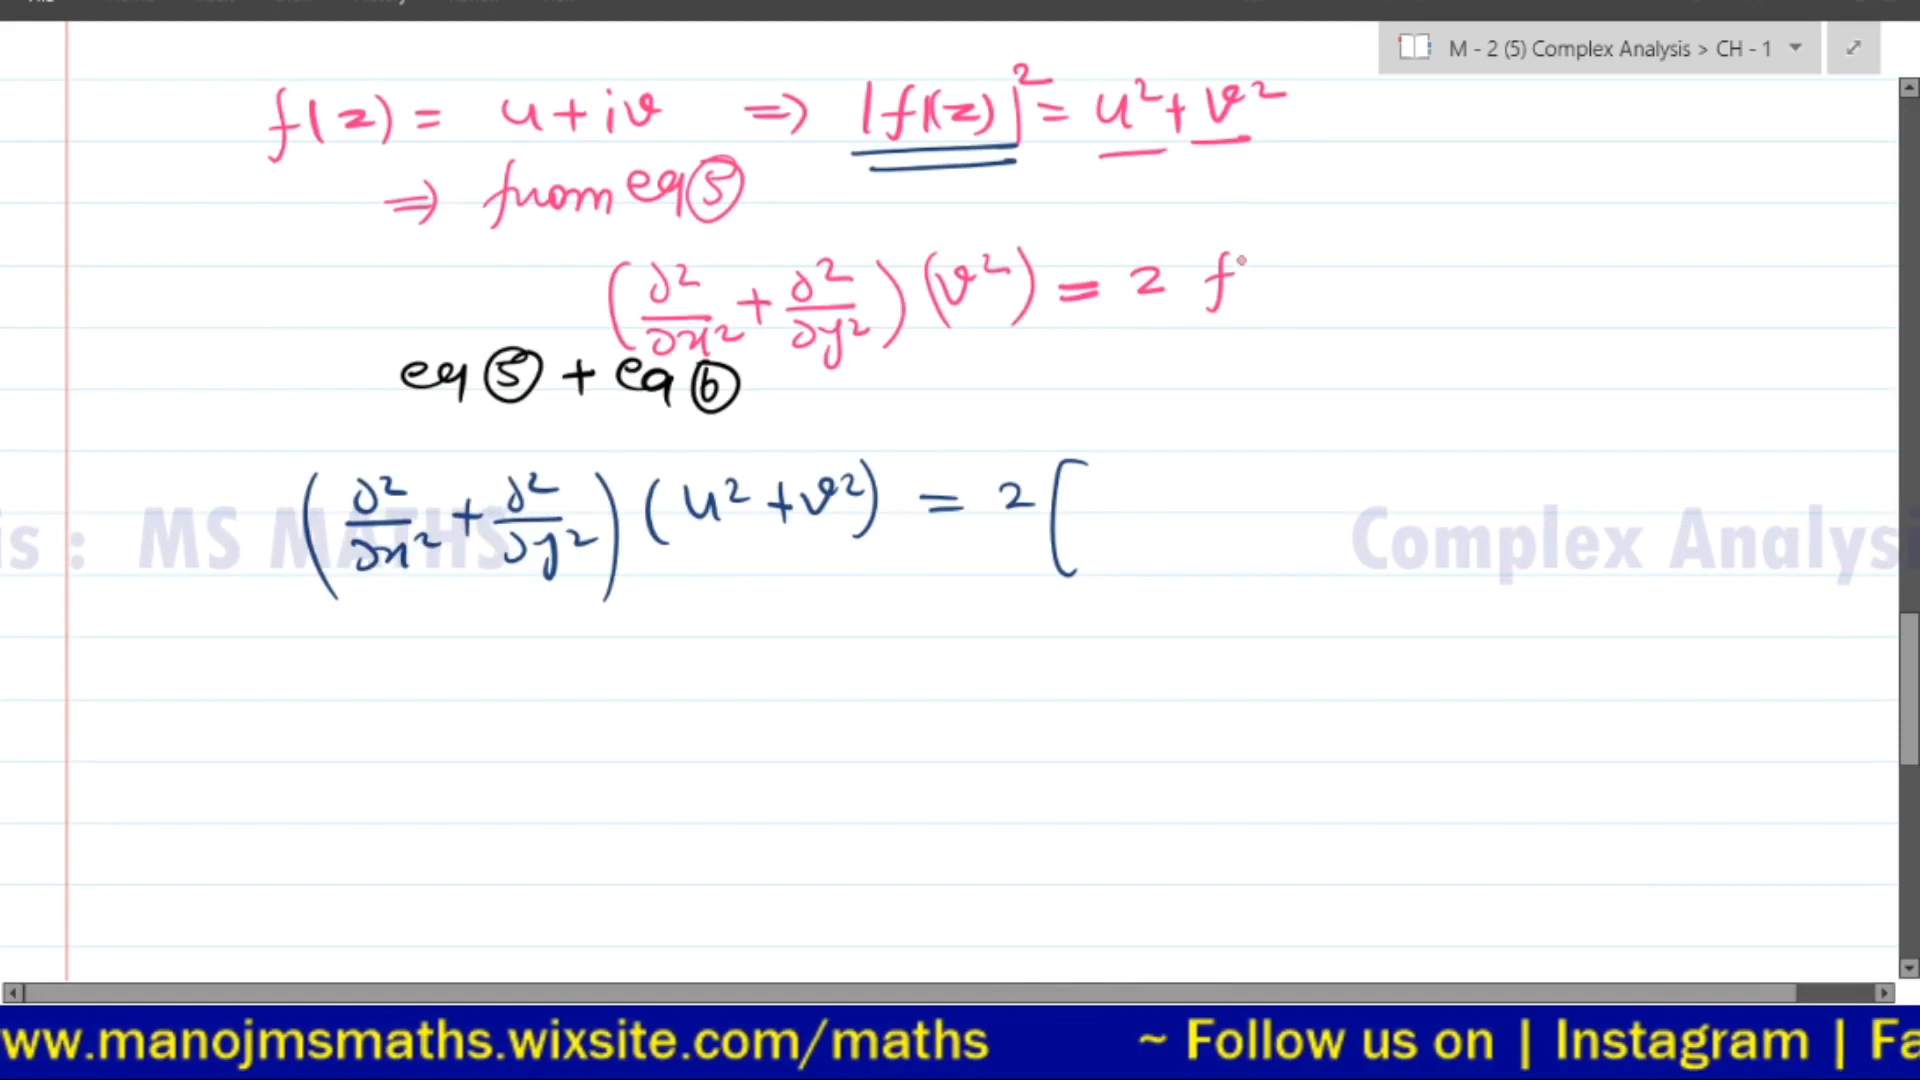 M - 2 (5) Complex Analysis > CH - 1
f(z) = u + iv ⇒ |f(z)|² = u² + v²
⇒ from eq ⑤
(∂²/∂x² + ∂²/∂y²) (v²) = 2 f
eq ⑤ + eq ⑥
(∂²/∂x² + ∂²/∂y²) (u² + v²) = 2 [
is : MS MATHS Complex Analysi
ww.manojmsmaths.wixsite.com/maths ~ Follow us on | Instagram | Fa